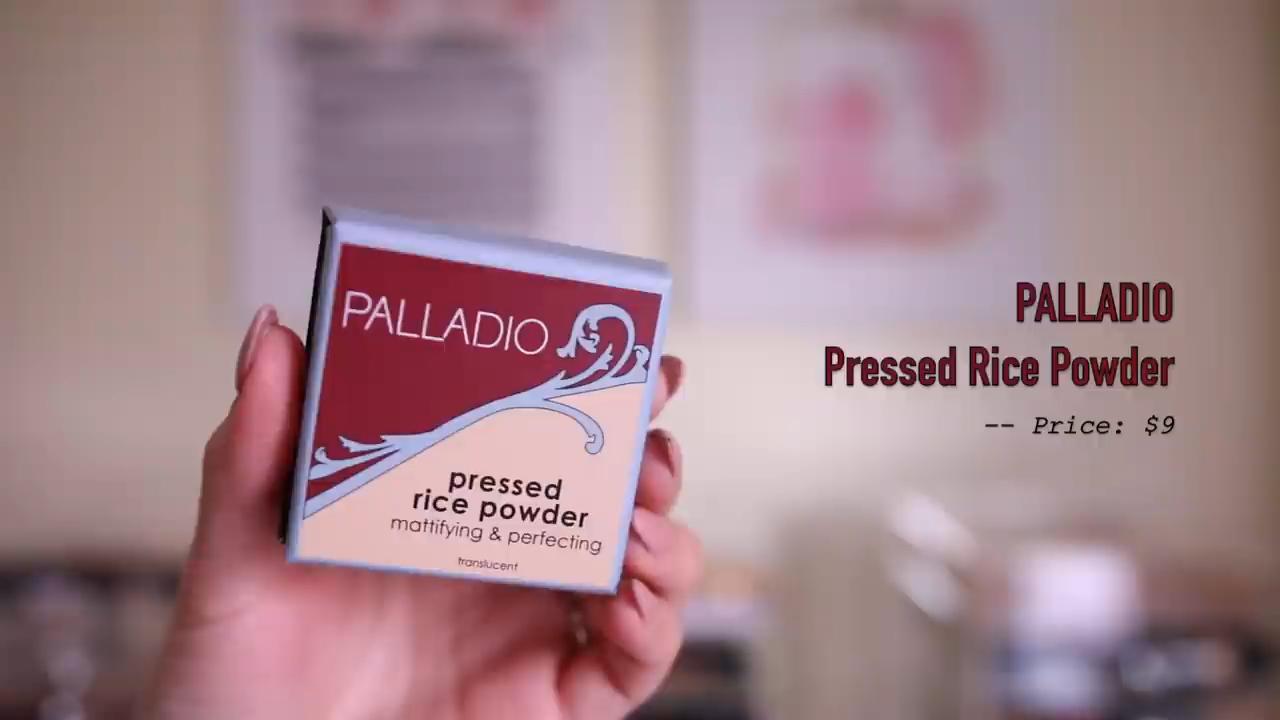 PALLADIO
pressed
rice powder
mattifying & perfecting
translucent
PALLADIO
Pressed Rice Powder
-- Price: $9